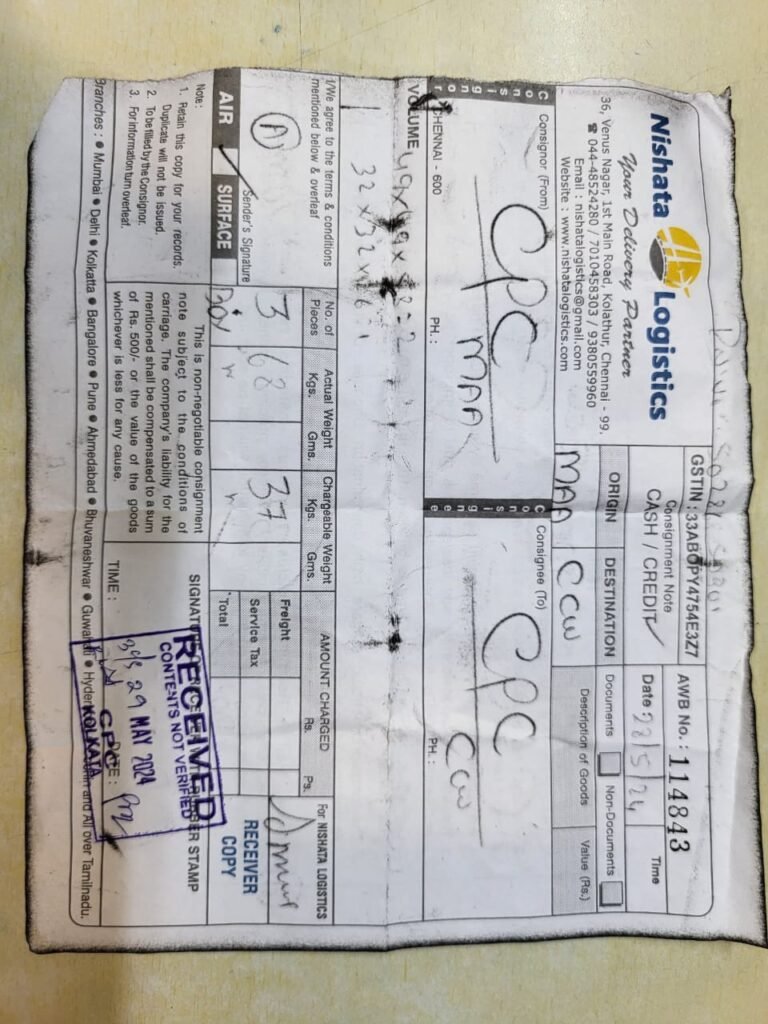 Nishata Logistics
Your Delivery Partner
36, Venus Nagar, 1st Main Road, Kolathur, Chennai - 99.
☎ 044-48524280 / 7010458303 / 9380559960
Email : nishatalogistics@gmail.com
Website : www.nishatalogistics.com
GSTIN : 33ABOPY4754E3Z7
Consignment Note
CASH / CREDIT
AWB No. : 114843
Date 28/5/24
Time
ORIGIN
DESTINATION
MAA
CCW
Documents
Non-Documents
Description of Goods
Value (Rs.)
Consignor
Consignor (From)
CPC
MAA
CHENNAI - 600
PH. :
Consignee
Consignee (To)
CPC
CCW
PH. :
VOLUME
I/We agree to the terms & conditions
mentioned below & overleaf
A
Sender's Signature
AIR
SURFACE
No. of
Pieces
Actual Weight
Kgs.
Gms.
Chargeable Weight
Kgs.
Gms.
3
68
37
Box
AMOUNT CHARGED
Rs.
Ps.
Freight
Service Tax
Total
For NISHATA LOGISTICS
RECEIVER
COPY
Note :
1. Retain this copy for your records.
Duplicate will not be issued.
2. To be filled by the Consignor.
3. For information turn overleaf.
This is non-negotiable consignment
note subject to the conditions of
carriage. The company's liability for the
mentioned shall be compensated to a sum
of Rs. 500/- or the value of the goods
whichever is less for any cause.
TIME :
DATE :
RECEIVED
CONTENTS NOT VERIFIED
29 MAY 2024
CPC
KOLKATA
STAMP
Branches : ● Mumbai ● Delhi ● Kolkatta ● Bangalore ● Pune ● Ahmedabad ● Bhuvaneshwar ● and All over Tamilnadu.